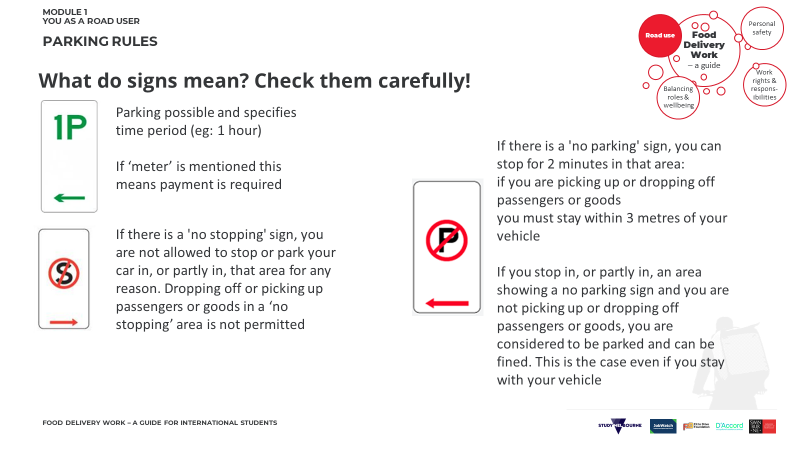 MODULE 1
YOU AS A ROAD USER
PARKING RULES
Road use
Food
Delivery
Work
– a guide
Personal
safety
Work
rights &
respons-
ibilities
Balancing
roles &
wellbeing
What do signs mean? Check them carefully!
1P
Parking possible and specifies
time period (eg: 1 hour)
If ‘meter’ is mentioned this
means payment is required
S
If there is a 'no stopping' sign, you
are not allowed to stop or park your
car in, or partly in, that area for any
reason. Dropping off or picking up
passengers or goods in a ‘no
stopping’ area is not permitted
P
If there is a 'no parking' sign, you can
stop for 2 minutes in that area:
if you are picking up or dropping off
passengers or goods
you must stay within 3 metres of your
vehicle
If you stop in, or partly in, an area
showing a no parking sign and you are
not picking up or dropping off
passengers or goods, you are
considered to be parked and can be
fined. This is the case even if you stay
with your vehicle
FOOD DELIVERY WORK – A GUIDE FOR INTERNATIONAL STUDENTS
STUDY MELBOURNE
JobWatch
D'Accord